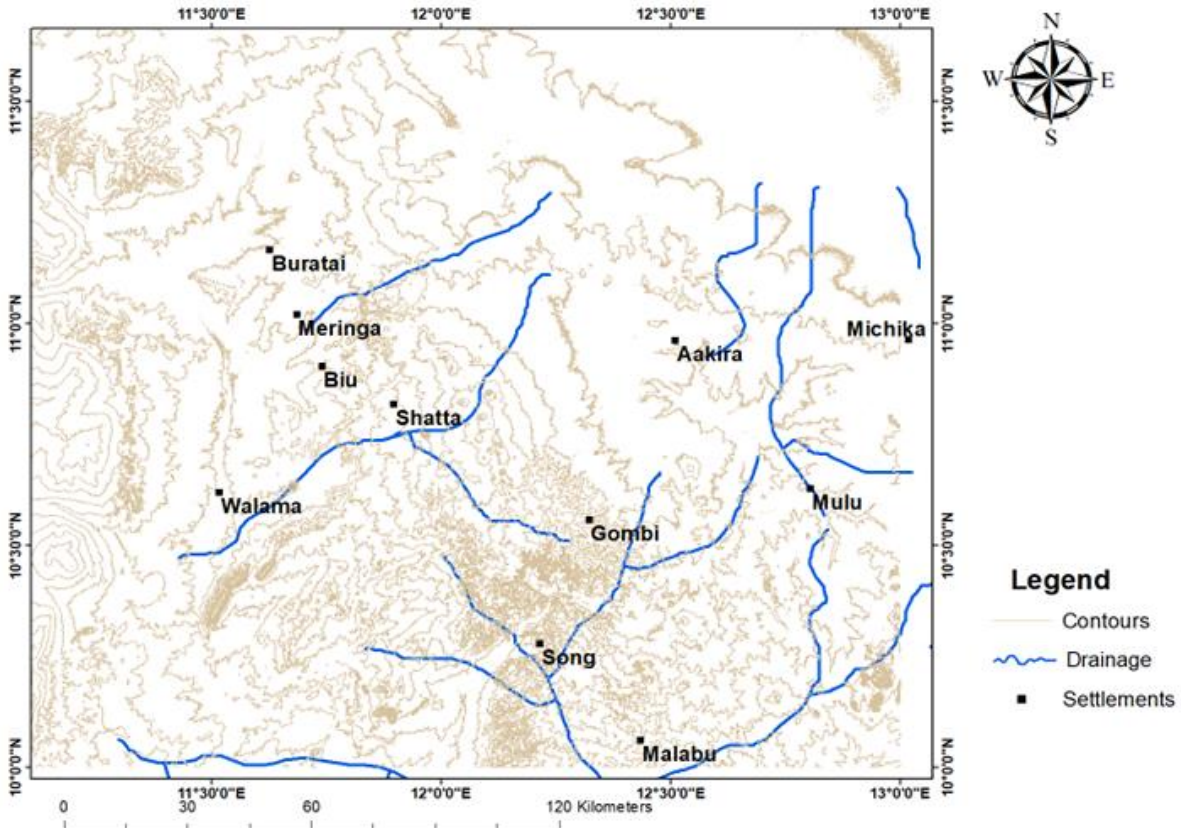 11°30'0"E 12°0'0"E 12°30'0"E 13°0'0"E
N
W E
S
11°30'0"N 11°30'0"N
Buratai
Meringa
11°0'0"N 11°0'0"N
Michika
Aakira
Biu
Shatta
Walama
Mulu
Gombi
10°30'0"N 10°30'0"N
Legend
Contours
Drainage
Settlements
Song
Malabu
10°0'0"N 10°0'0"N
11°30'0"E 12°0'0"E 12°30'0"E 13°0'0"E
0 30 60 120 Kilometers